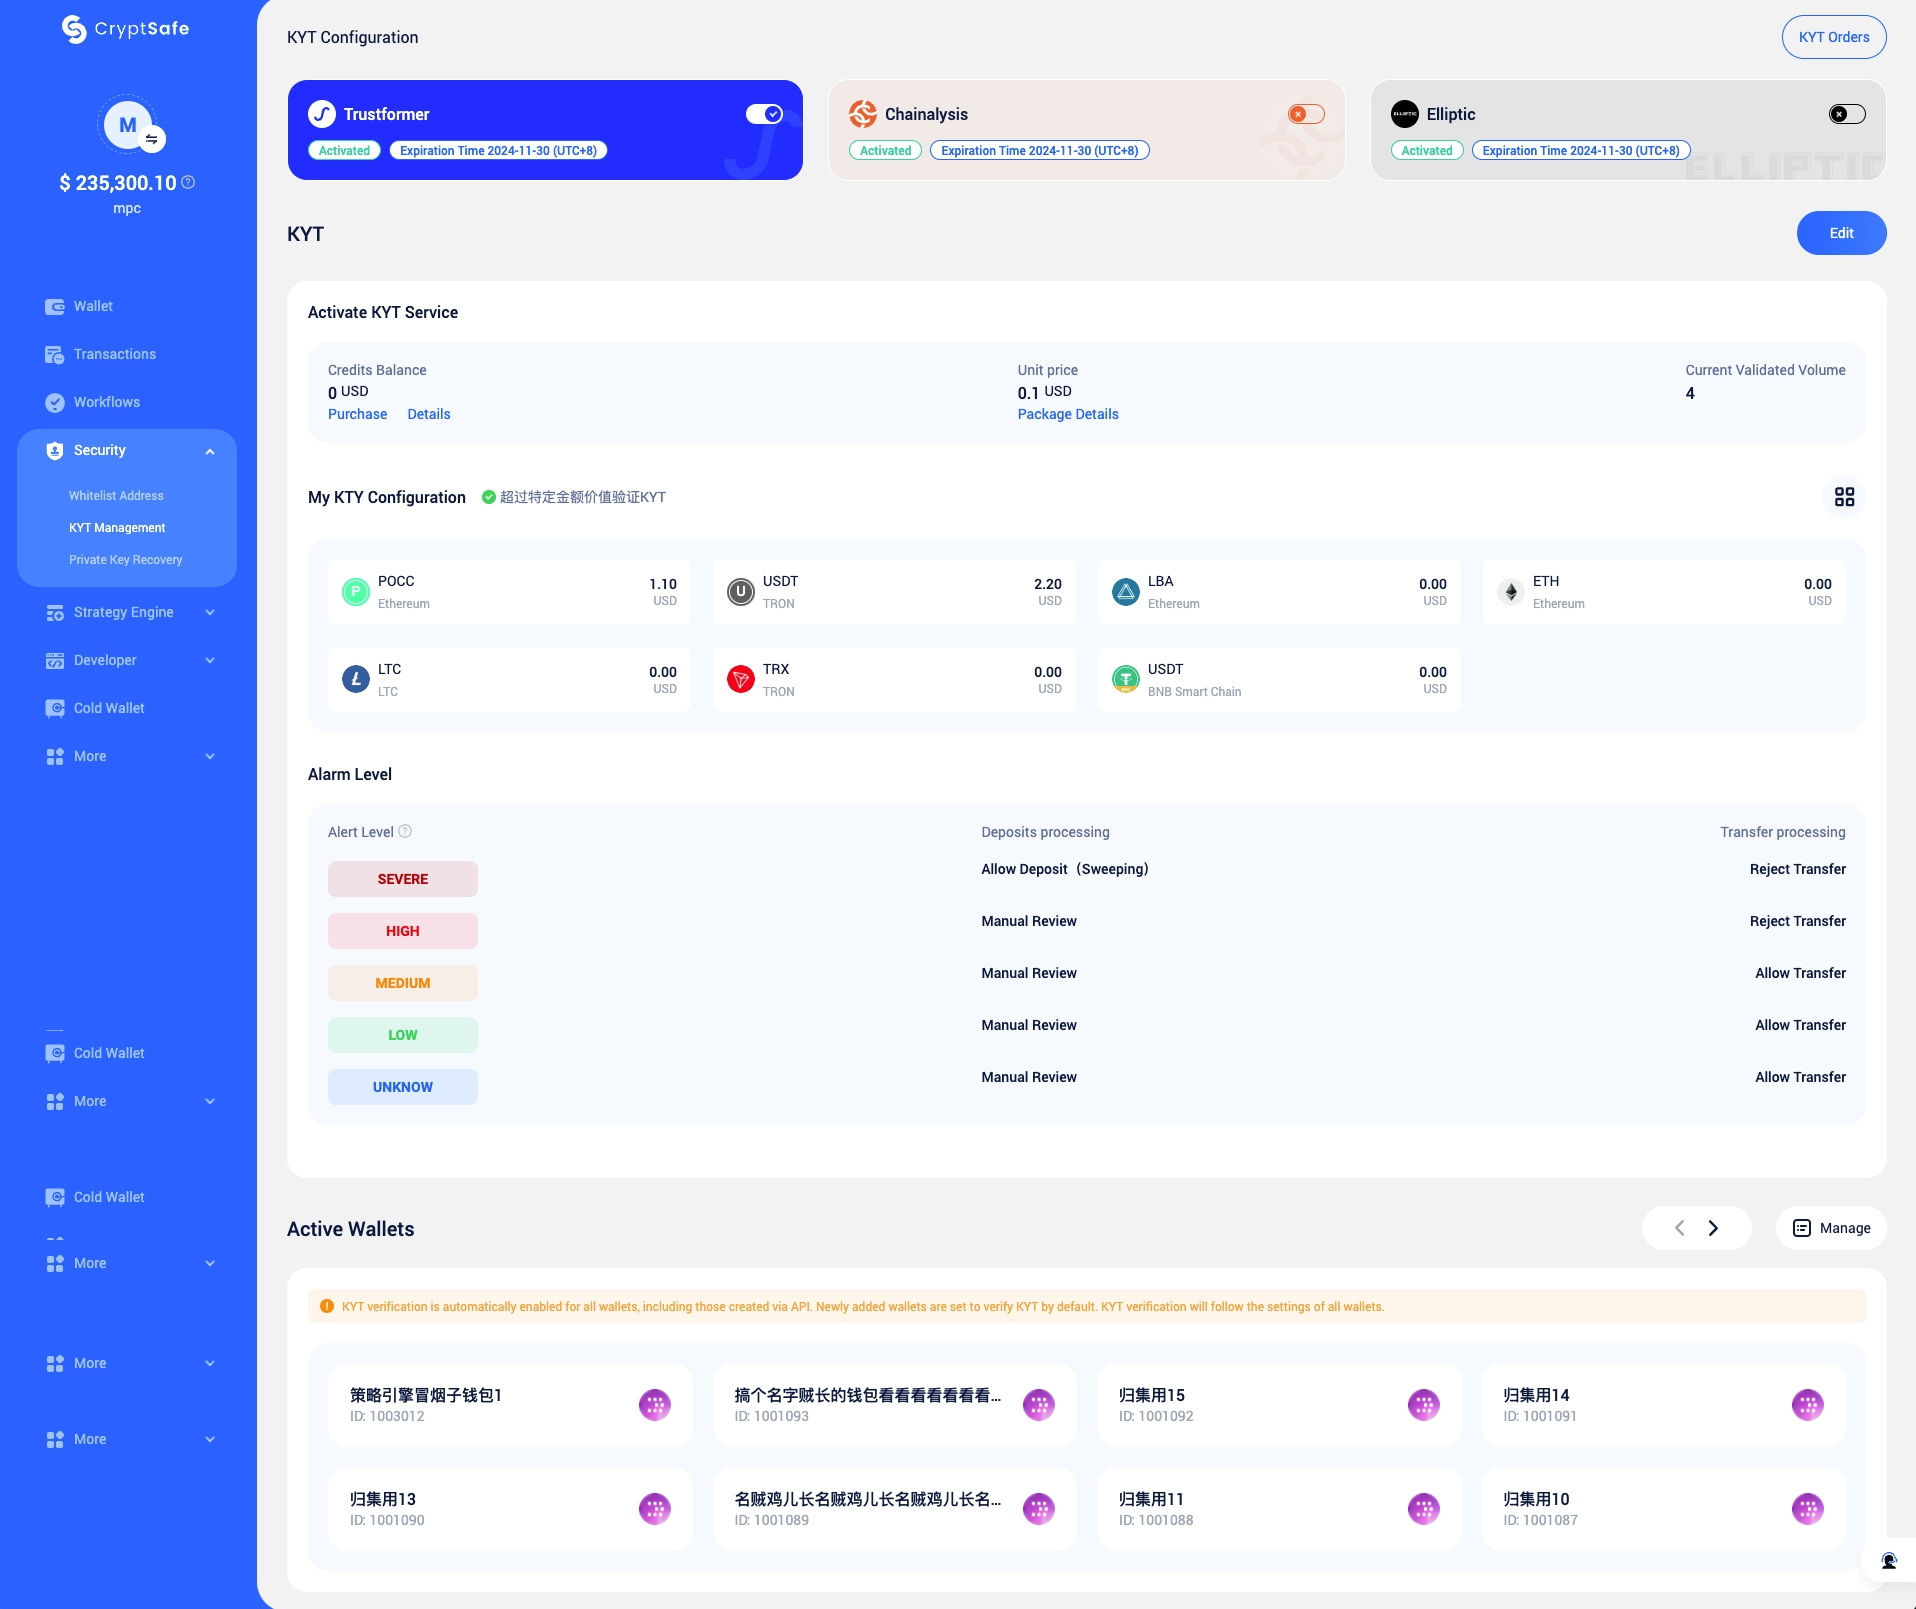 CryptSafe
M
$ 235,300.10
mpc
Wallet
Transactions
Workflows
Security
Whitelist Address
KYT Management
Private Key Recovery
Strategy Engine
Developer
Cold Wallet
More
Cold Wallet
More
Cold Wallet
More
More
More
KYT Configuration
KYT Orders
Trustformer
Activated
Expiration Time 2024-11-30 (UTC+8)
Chainalysis
Activated
Expiration Time 2024-11-30 (UTC+8)
ELLIPTIC
Elliptic
Activated
Expiration Time 2024-11-30 (UTC+8)
ELLIPTIC
KYT
Edit
Activate KYT Service
Credits Balance
0 USD
Purchase Details
Unit price
0.1 USD
Package Details
Current Validated Volume
4
My KTY Configuration
超过特定金额价值验证KYT
P
POCC
Ethereum
1.10
USD
U
USDT
TRON
2.20
USD
LBA
Ethereum
0.00
USD
ETH
Ethereum
0.00
USD
LTC
LTC
0.00
USD
TRX
TRON
0.00
USD
USDT
BNB Smart Chain
0.00
USD
Alarm Level
Alert Level Deposits processing Transfer processing
SEVERE Allow Deposit（Sweeping） Reject Transfer
HIGH Manual Review Reject Transfer
MEDIUM Manual Review Allow Transfer
LOW Manual Review Allow Transfer
UNKNOW Manual Review Allow Transfer
Active Wallets
Manage
KYT verification is automatically enabled for all wallets, including those created via API. Newly added wallets are set to verify KYT by default. KYT verification will follow the settings of all wallets.
策略引擎冒烟子钱包1
ID: 1003012
搞个名字贼长的钱包看看看看看看看...
ID: 1001093
归集用15
ID: 1001092
归集用14
ID: 1001091
归集用13
ID: 1001090
名贼鸡儿长名贼鸡儿长名贼鸡儿长名...
ID: 1001089
归集用11
ID: 1001088
归集用10
ID: 1001087